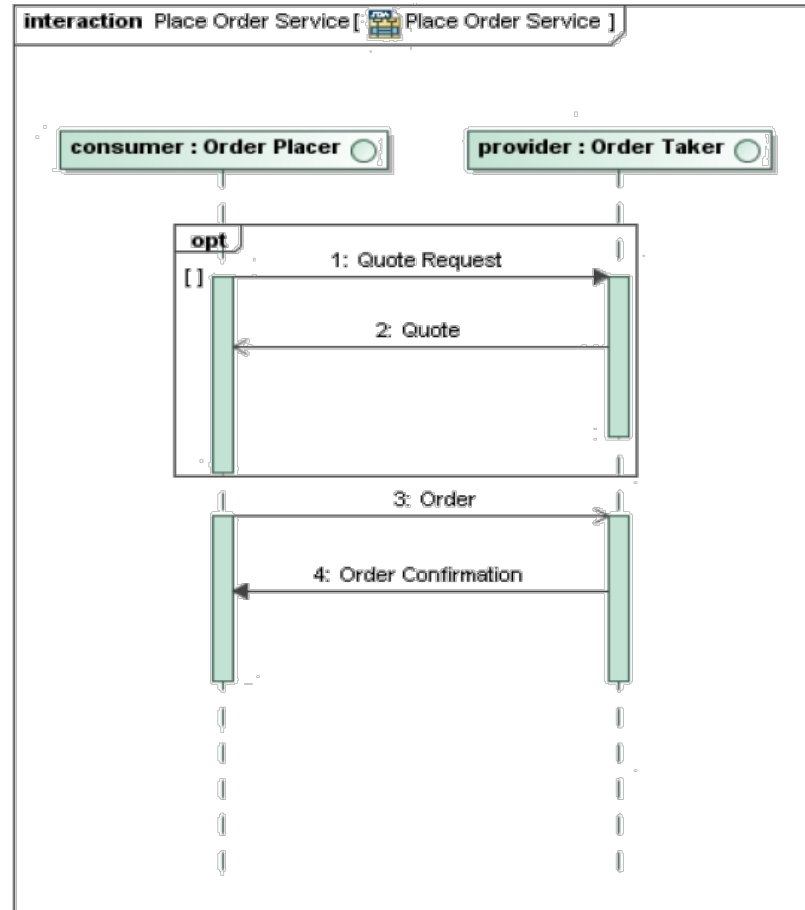 interaction Place Order Service[ Place Order Service ]
consumer : Order Placer
provider : Order Taker
opt
1: Quote Request
[ ]
2: Quote
3: Order
4: Order Confirmation